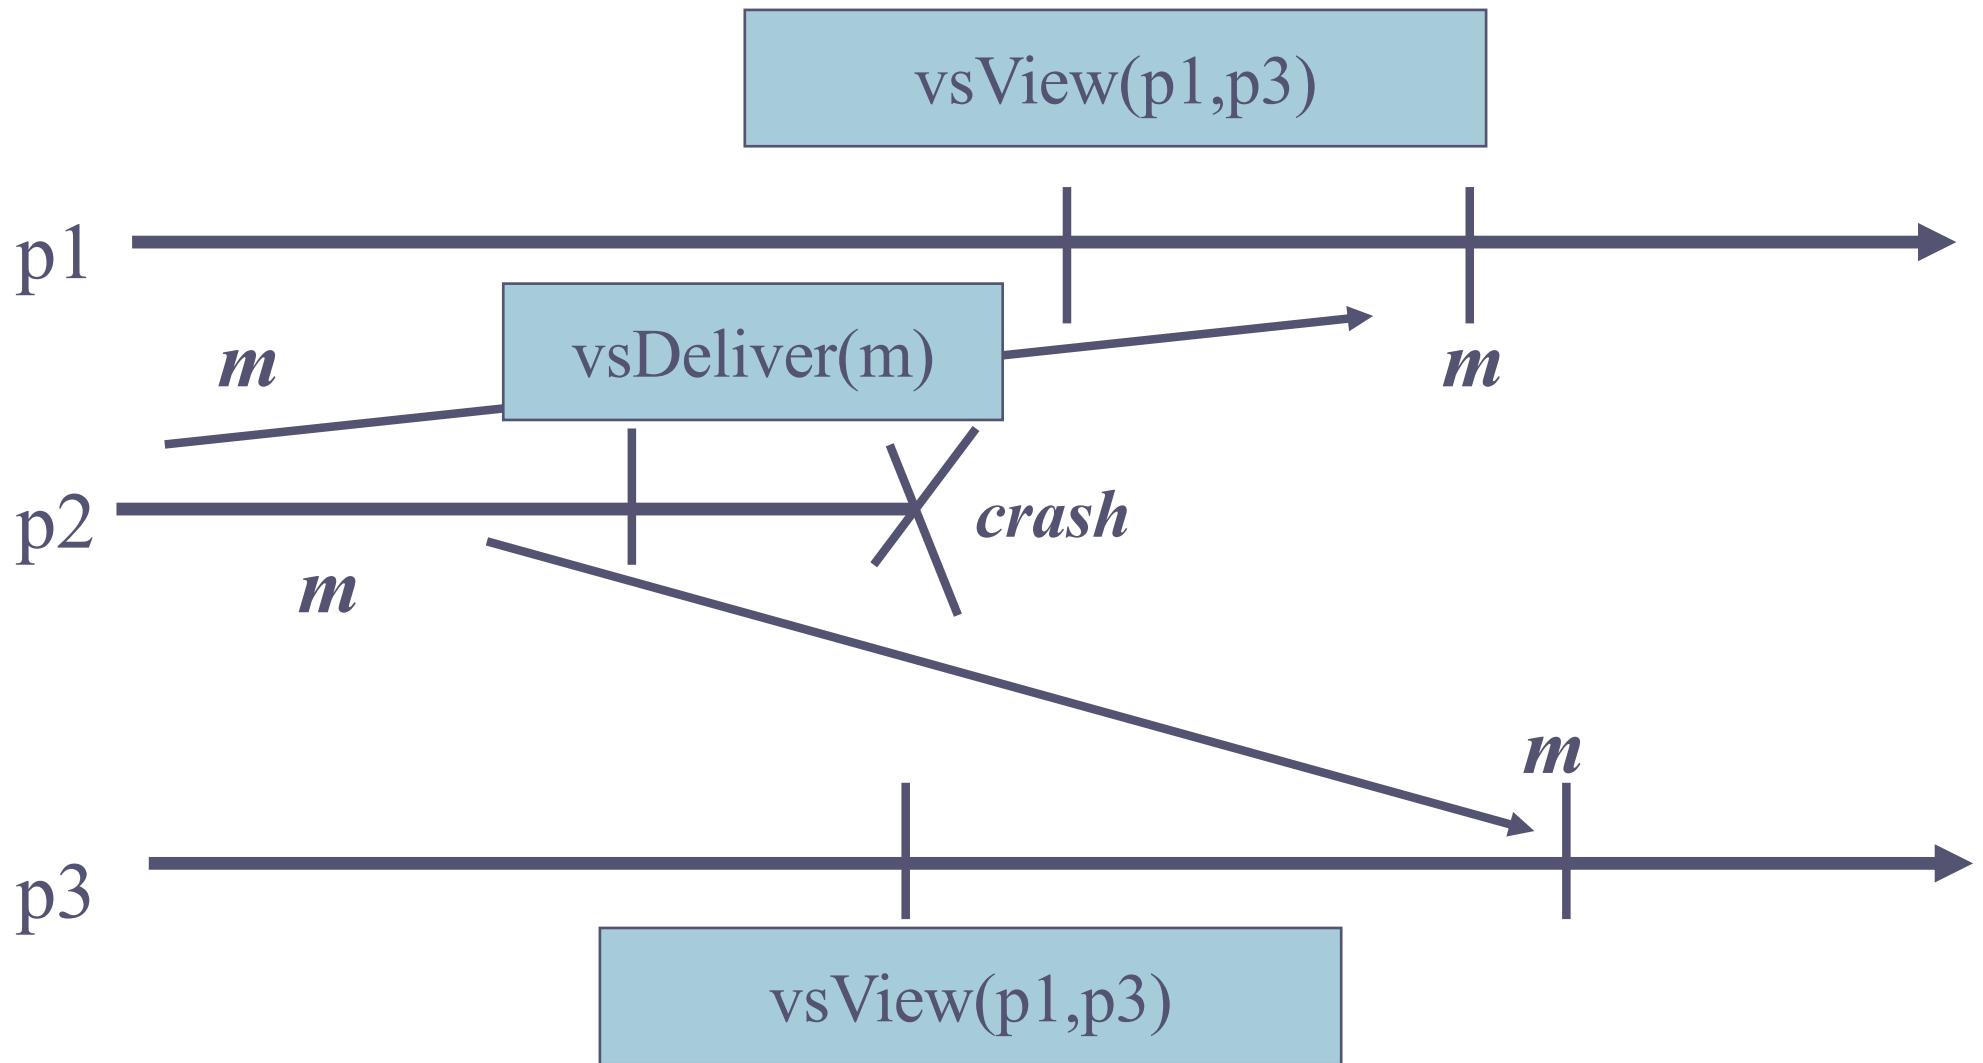 vsView(p1,p3)
p1
vsDeliver(m)
m
m
p2
crash
m
m
p3
vsView(p1,p3)